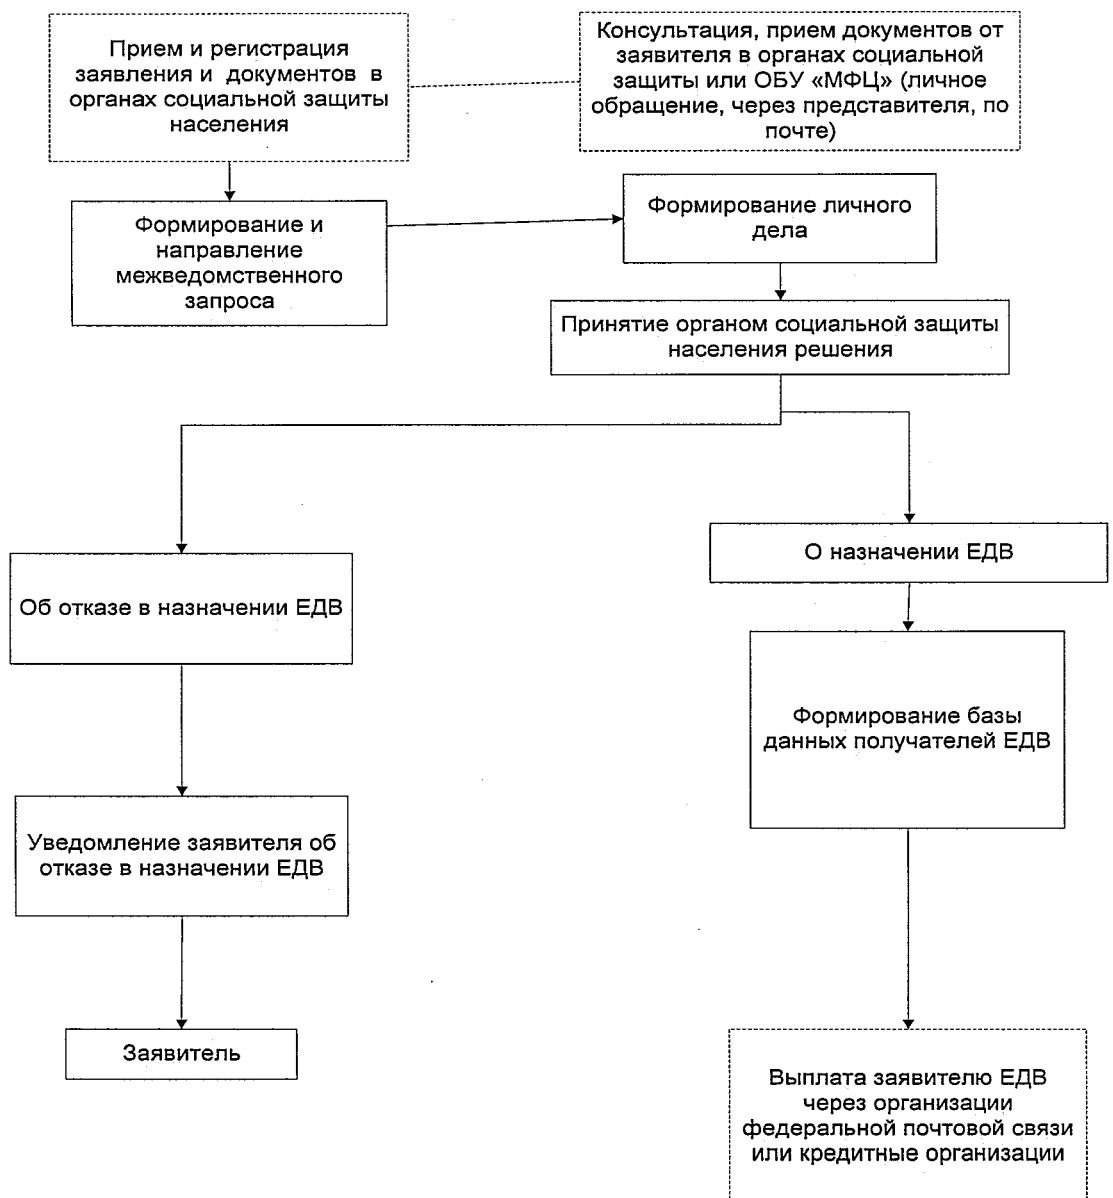 Прием и регистрация
заявления и документов в
органах социальной защиты
населения
Консультация, прием документов от
заявителя в органах социальной
защиты или ОБУ «МФЦ» (личное
обращение, через представителя, по
почте)
Формирование и
направление
межведомственного
запроса
Формирование личного
дела
Принятие органом социальной защиты
населения решения
Об отказе в назначении ЕДВ
О назначении ЕДВ
Формирование базы
данных получателей ЕДВ
Уведомление заявителя об
отказе в назначении ЕДВ
Заявитель
Выплата заявителю ЕДВ
через организации
федеральной почтовой связи
или кредитные организации